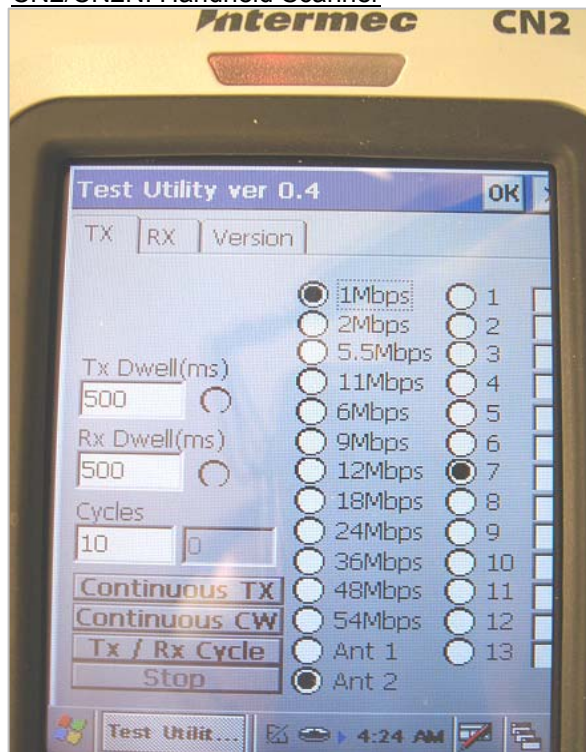 CN2/CN2N: Handheld Scanner
Intermec CN2
Test Utility ver 0.4 OK
TX RX Version
1Mbps 1
2Mbps 2
5.5Mbps 3
Tx Dwell(ms)
11Mbps 4
500
6Mbps 5
Rx Dwell(ms)
9Mbps 6
500
12Mbps 7
18Mbps 8
Cycles
24Mbps 9
10 0
36Mbps 10
Continuous TX 48Mbps 11
Continuous CW 54Mbps 12
Tx / Rx Cycle Ant 1 13
Stop Ant 2
Test Utilit... 4:24 AM